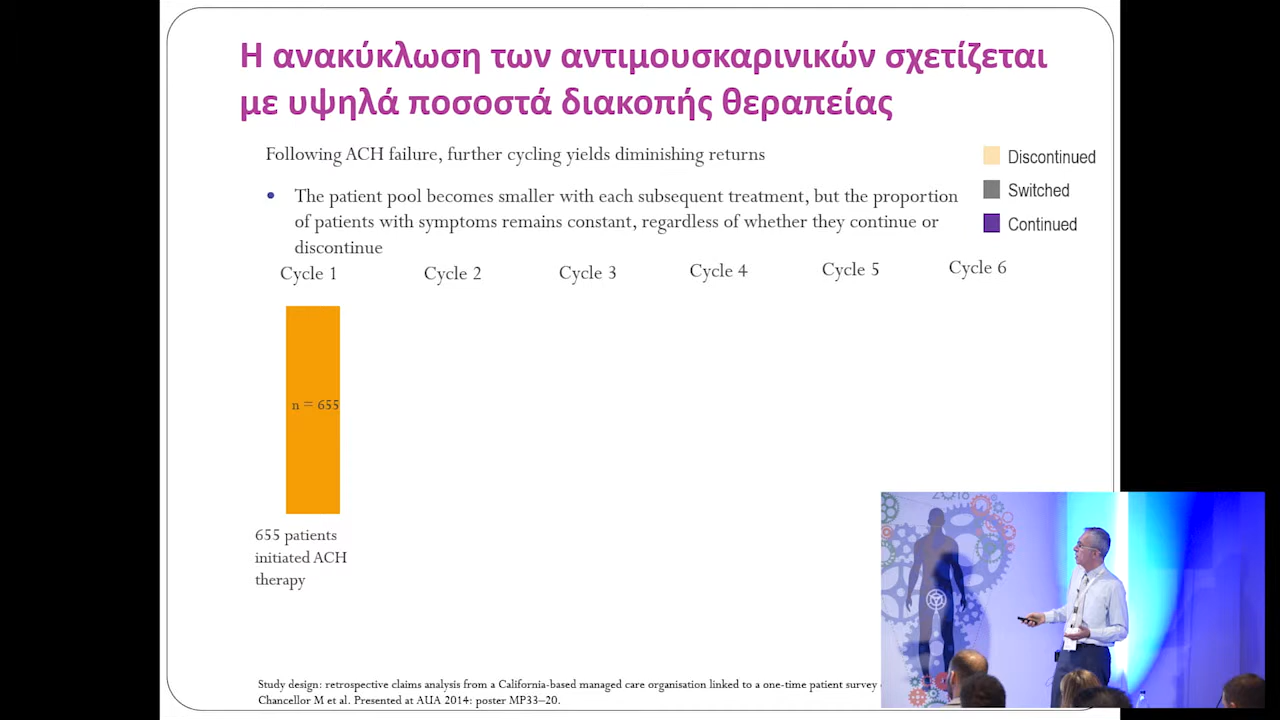 Η ανακύκλωση των αντιμουσκαρινικών σχετίζεται
με υψηλά ποσοστά διακοπής θεραπείας
Following ACH failure, further cycling yields diminishing returns
Discontinued
Switched
Continued
• The patient pool becomes smaller with each subsequent treatment, but the proportion
of patients with symptoms remains constant, regardless of whether they continue or
discontinue
Cycle 1 Cycle 2 Cycle 3 Cycle 4 Cycle 5 Cycle 6
n = 655
655 patients
initiated ACH
therapy
Study design: retrospective claims analysis from a California-based managed care organisation linked to a one-time patient survey
Chancellor M et al. Presented at AUA 2014: poster MP33–20.